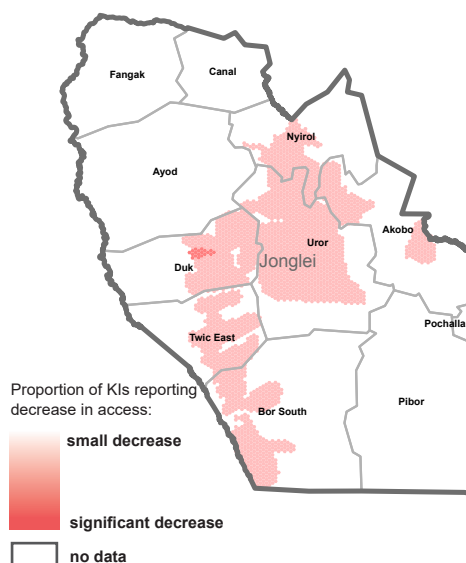 Fangak
Canal
Nyirol
Ayod
Akobo
Uror
Duk
Jonglei
Pochalla
Twic East
Proportion of KIs reporting
decrease in access:
Bor South
Pibor
small decrease
significant decrease
no data